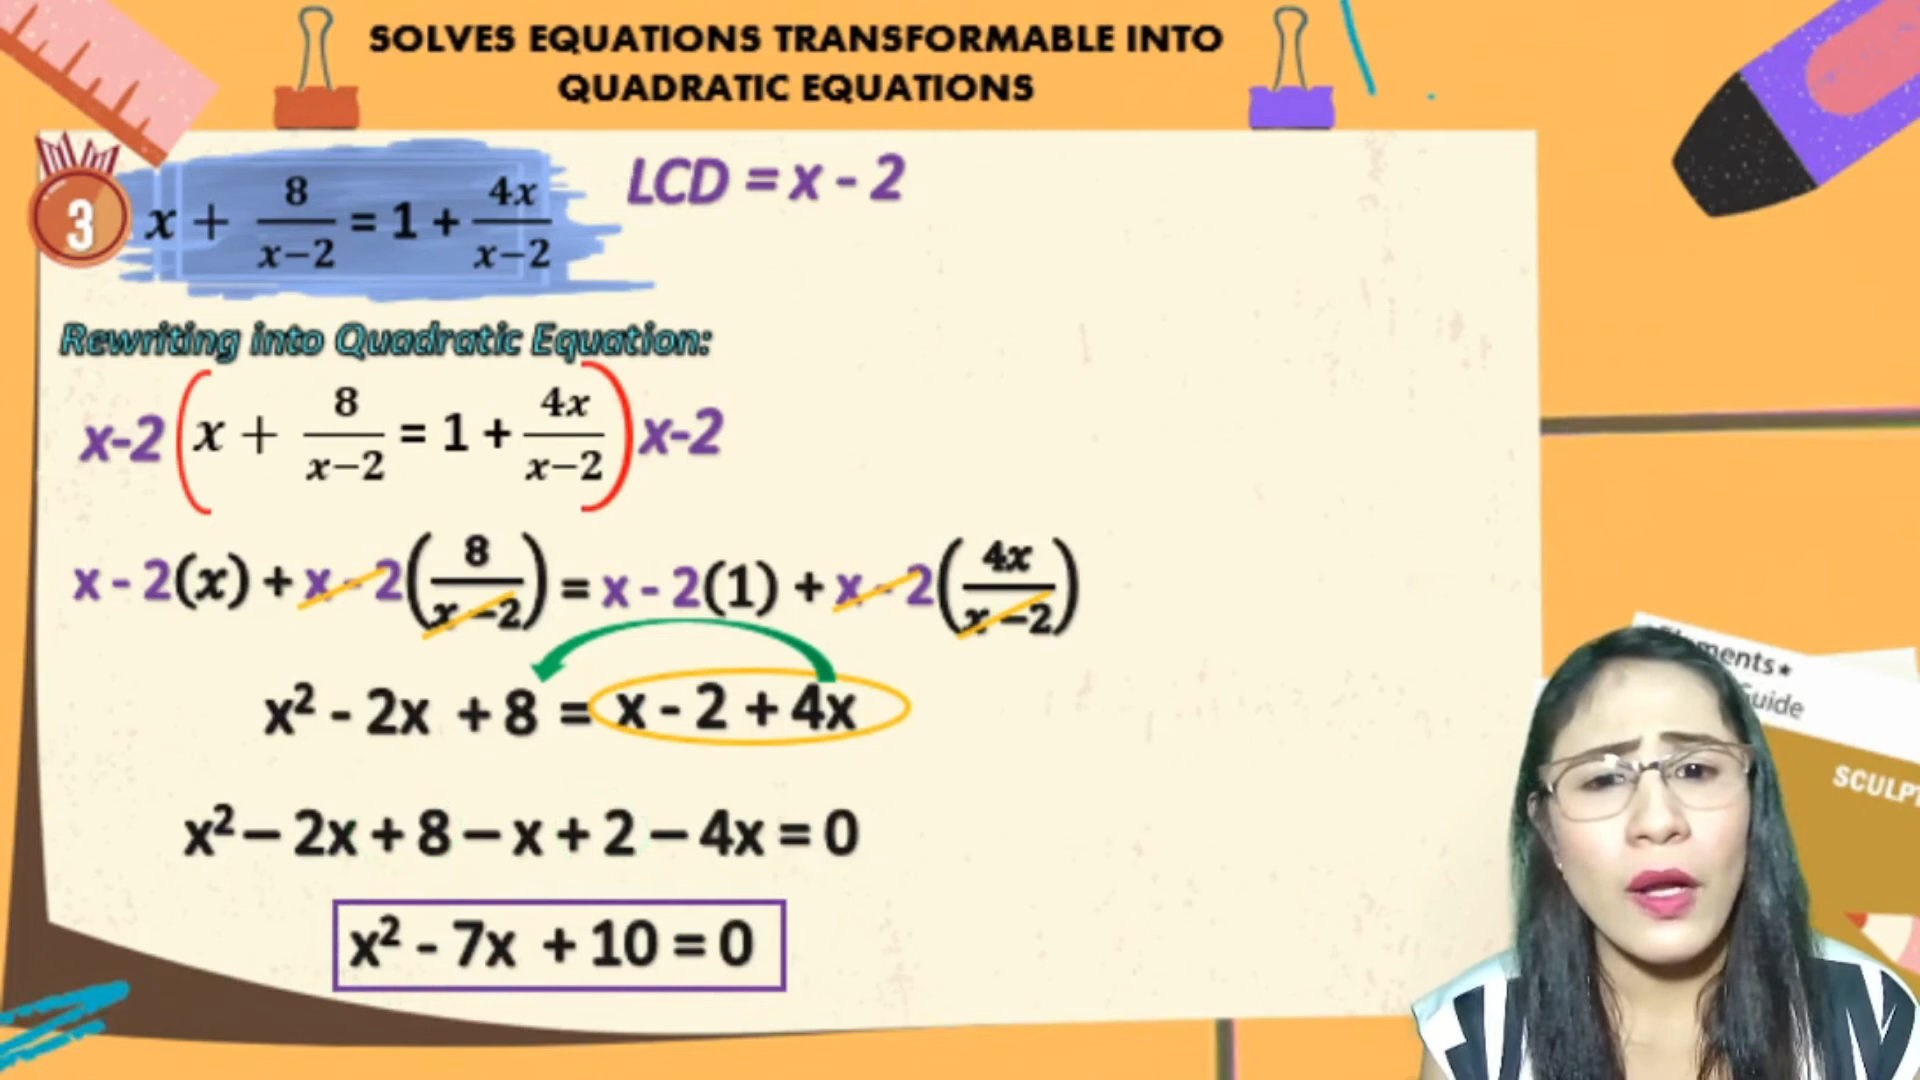 SOLVES EQUATIONS TRANSFORMABLE INTO
QUADRATIC EQUATIONS
3
x + 8/(x−2) = 1 + 4x/(x−2)
LCD = x - 2
Rewriting into Quadratic Equation:
x-2 (x + 8/(x−2) = 1 + 4x/(x−2)) x-2
x - 2(x) + x - 2(8/(x−2)) = x - 2(1) + x - 2(4x/(x−2))
x² - 2x + 8 = x - 2 + 4x
x² – 2x + 8 – x + 2 – 4x = 0
x² - 7x + 10 = 0
Guide